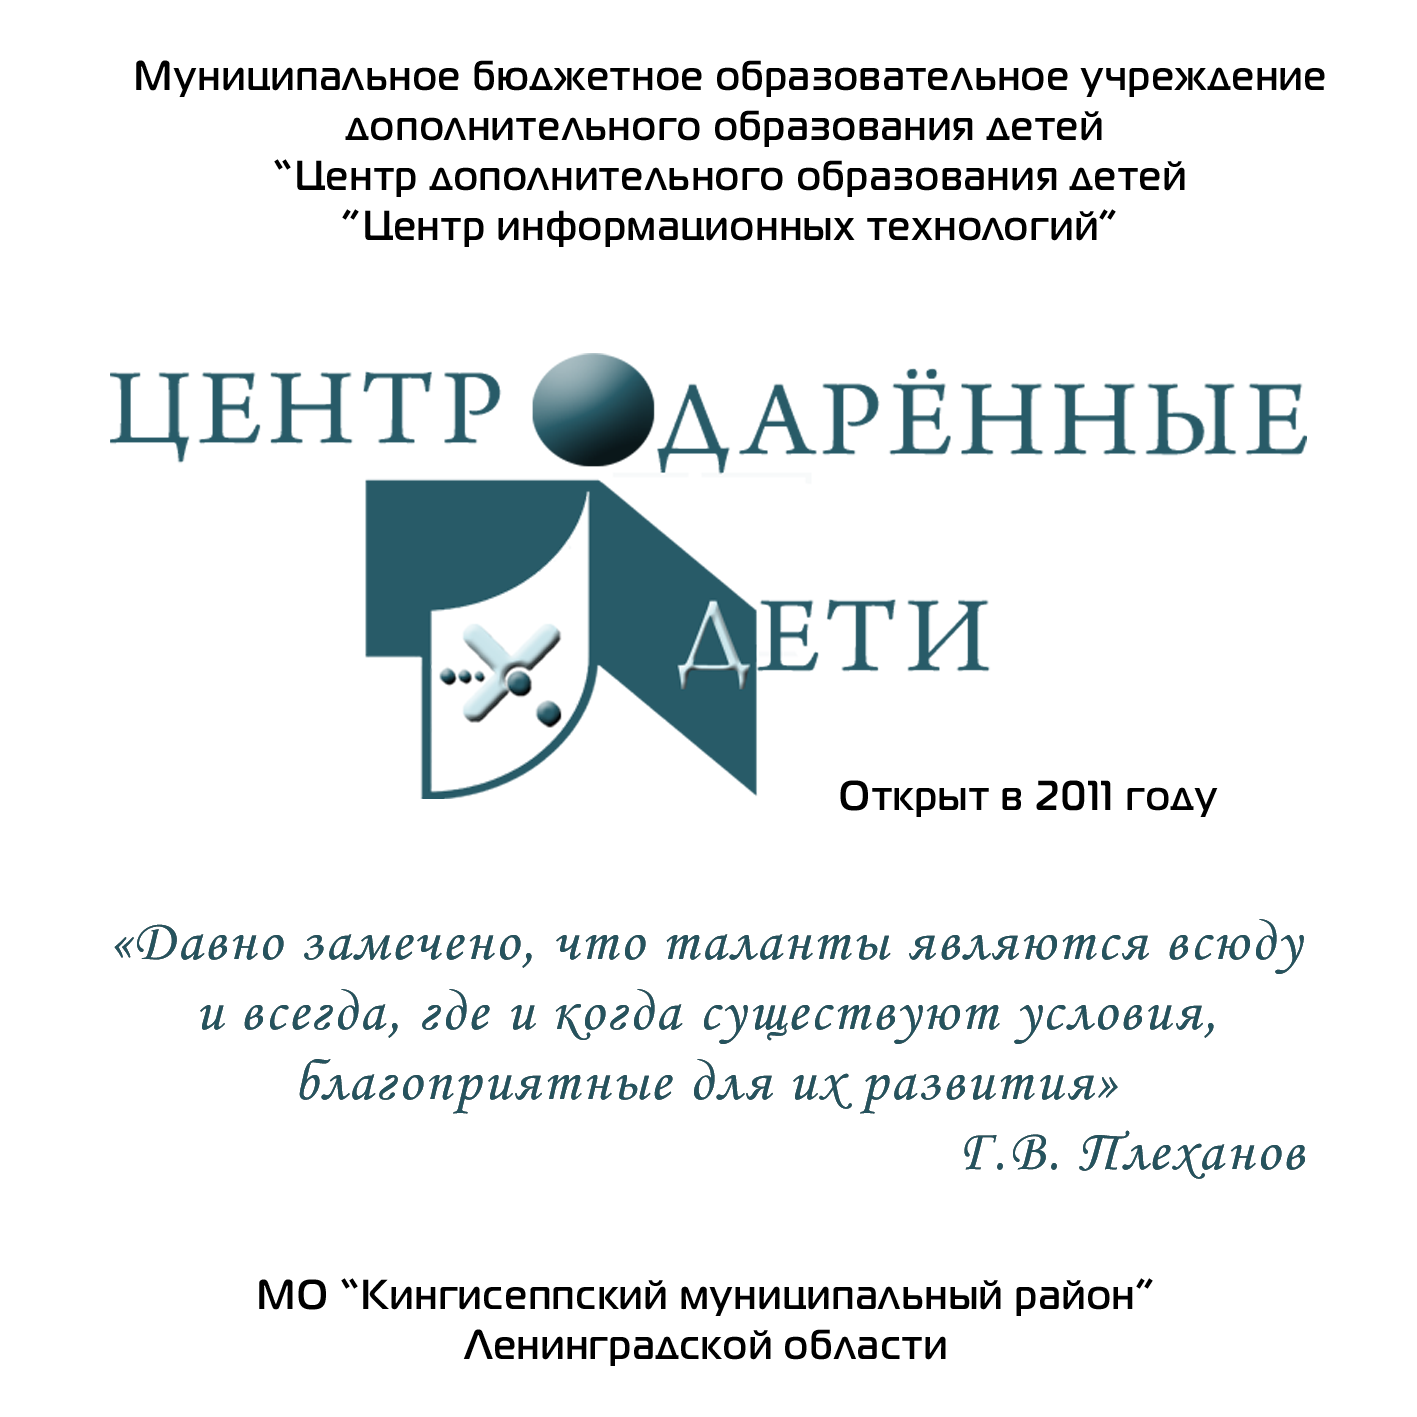 Муниципальное бюджетное образовательное учреждение
дополнительного образования детей
“Центр дополнительного образования детей
”Центр информационных технологий”
ЦЕНТР ОДАРЁННЫЕ
ДЕТИ
Открыт в 2011 году
«Давно замечено, что таланты являются всюду
и всегда, где и когда существуют условия,
благоприятные для их развития»
Г.В. Плеханов
МО “Кингисеппский муниципальный район”
Ленинградской области